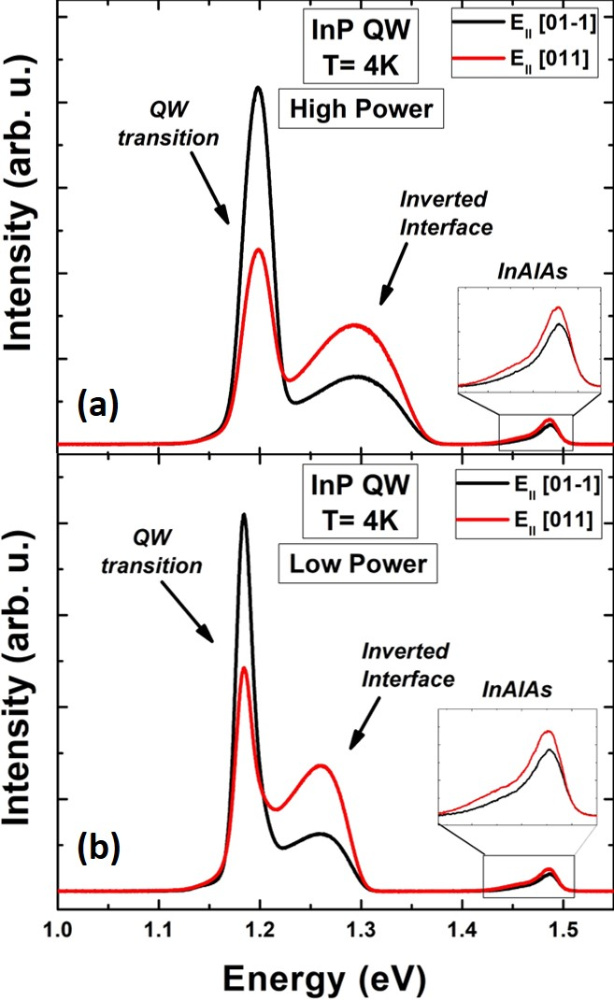 Intensity (arb. u.)
InP QW
T= 4K
High Power
E|| [01-1]
E|| [011]
QW
transition
Inverted
Interface
InAlAs
(a)
Intensity (arb. u.)
InP QW
T= 4K
Low Power
E|| [01-1]
E|| [011]
QW
transition
Inverted
Interface
InAlAs
(b)
1.0 1.1 1.2 1.3 1.4 1.5
Energy (eV)